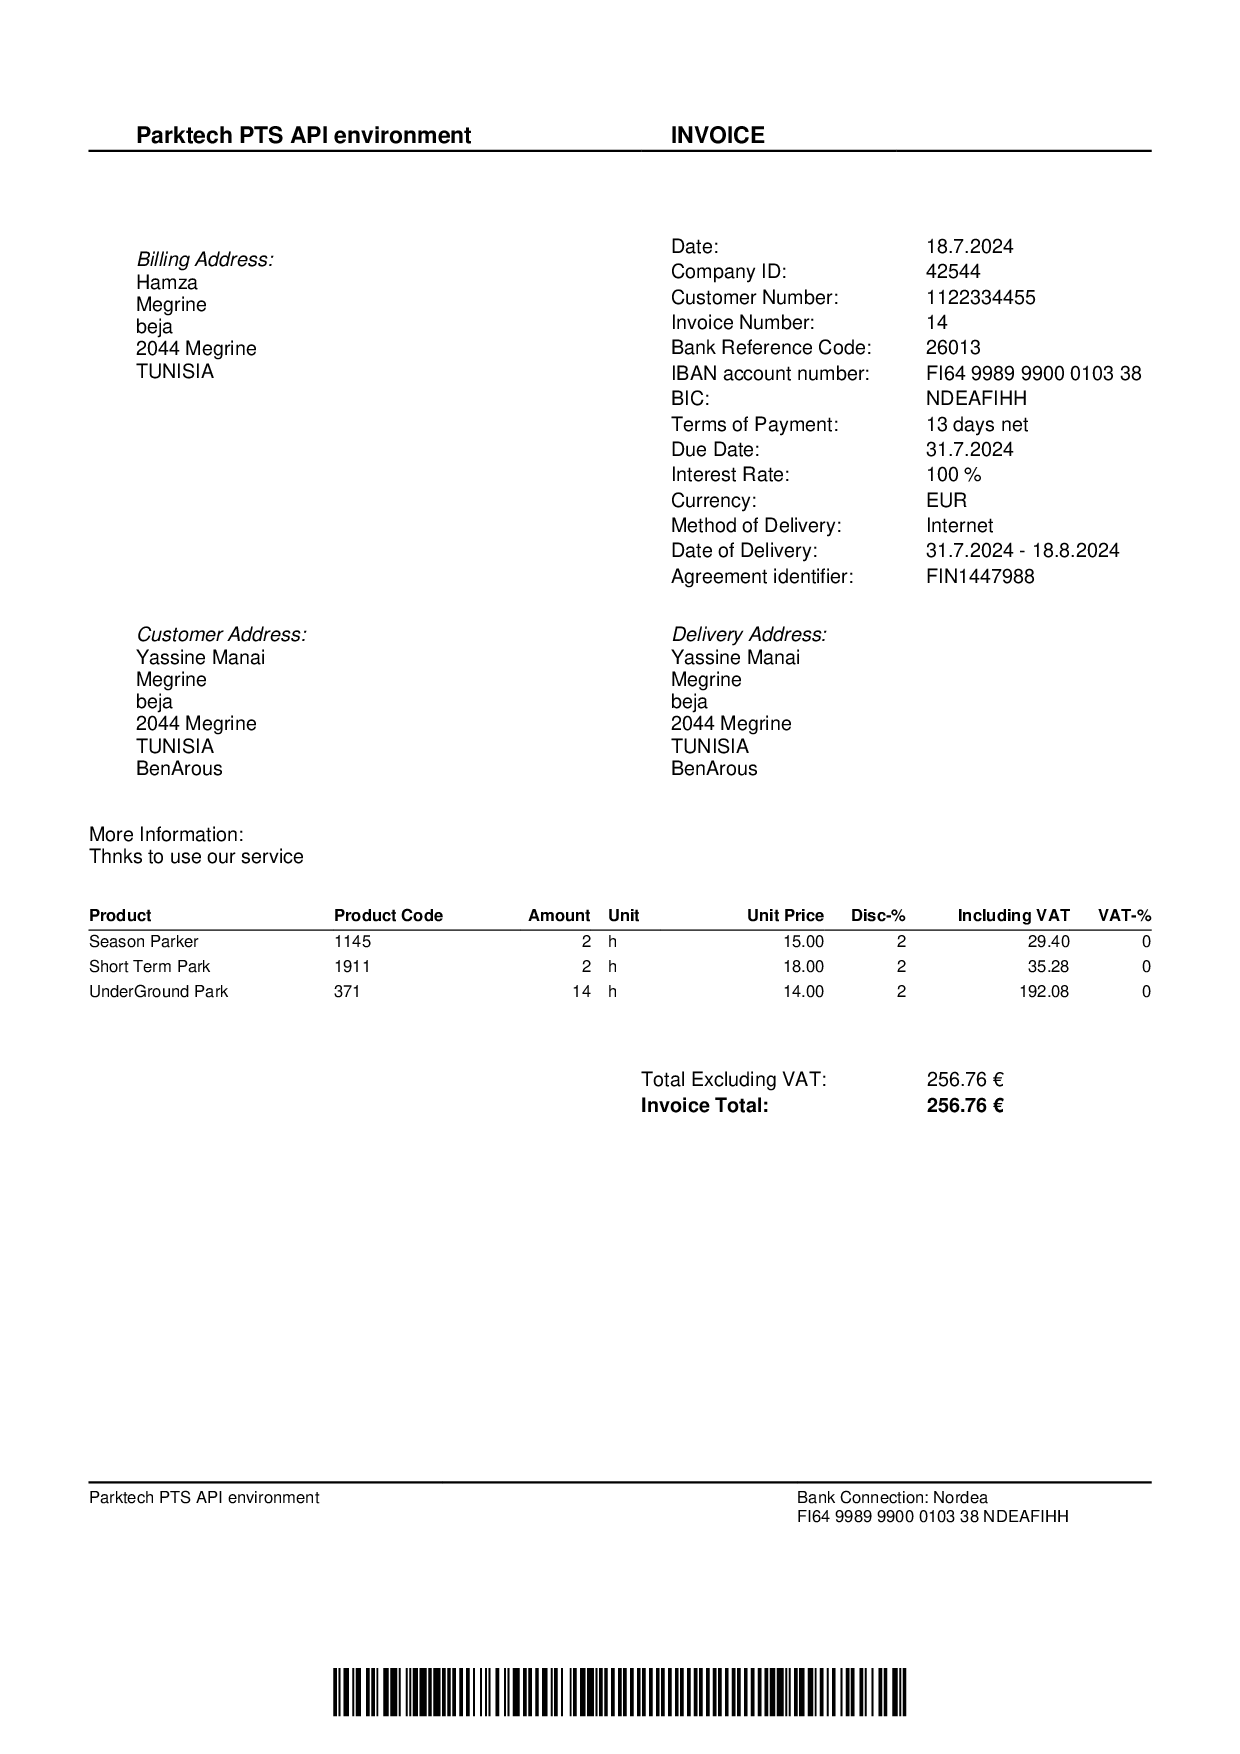 Parktech PTS API environment INVOICE
Billing Address:
Hamza
Megrine
beja
2044 Megrine
TUNISIA
Date: 18.7.2024
Company ID: 42544
Customer Number: 1122334455
Invoice Number: 14
Bank Reference Code: 26013
IBAN account number: FI64 9989 9900 0103 38
BIC: NDEAFIHH
Terms of Payment: 13 days net
Due Date: 31.7.2024
Interest Rate: 100 %
Currency: EUR
Method of Delivery: Internet
Date of Delivery: 31.7.2024 - 18.8.2024
Agreement identifier: FIN1447988
Customer Address:
Yassine Manai
Megrine
beja
2044 Megrine
TUNISIA
BenArous
Delivery Address:
Yassine Manai
Megrine
beja
2044 Megrine
TUNISIA
BenArous
More Information:
Thnks to use our service
Product Product Code Amount Unit Unit Price Disc-% Including VAT VAT-%
Season Parker 1145 2 h 15.00 2 29.40 0
Short Term Park 1911 2 h 18.00 2 35.28 0
UnderGround Park 371 14 h 14.00 2 192.08 0
Total Excluding VAT: 256.76 €
Invoice Total: 256.76 €
Parktech PTS API environment
Bank Connection: Nordea
FI64 9989 9900 0103 38 NDEAFIHH